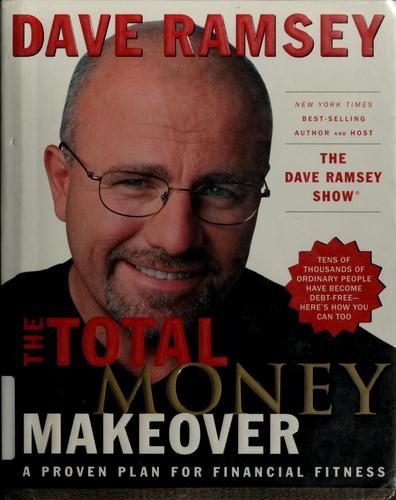 DAVE RAMSEY
NEW YORK TIMES
BEST-SELLING
AUTHOR AND HOST
THE
DAVE RAMSEY
SHOW®
TENS OF
THOUSANDS OF
ORDINARY PEOPLE
HAVE BECOME
DEBT-FREE—
HERE'S HOW YOU
CAN TOO
THE TOTAL
MONEY
MAKEOVER
A PROVEN PLAN FOR FINANCIAL FITNESS